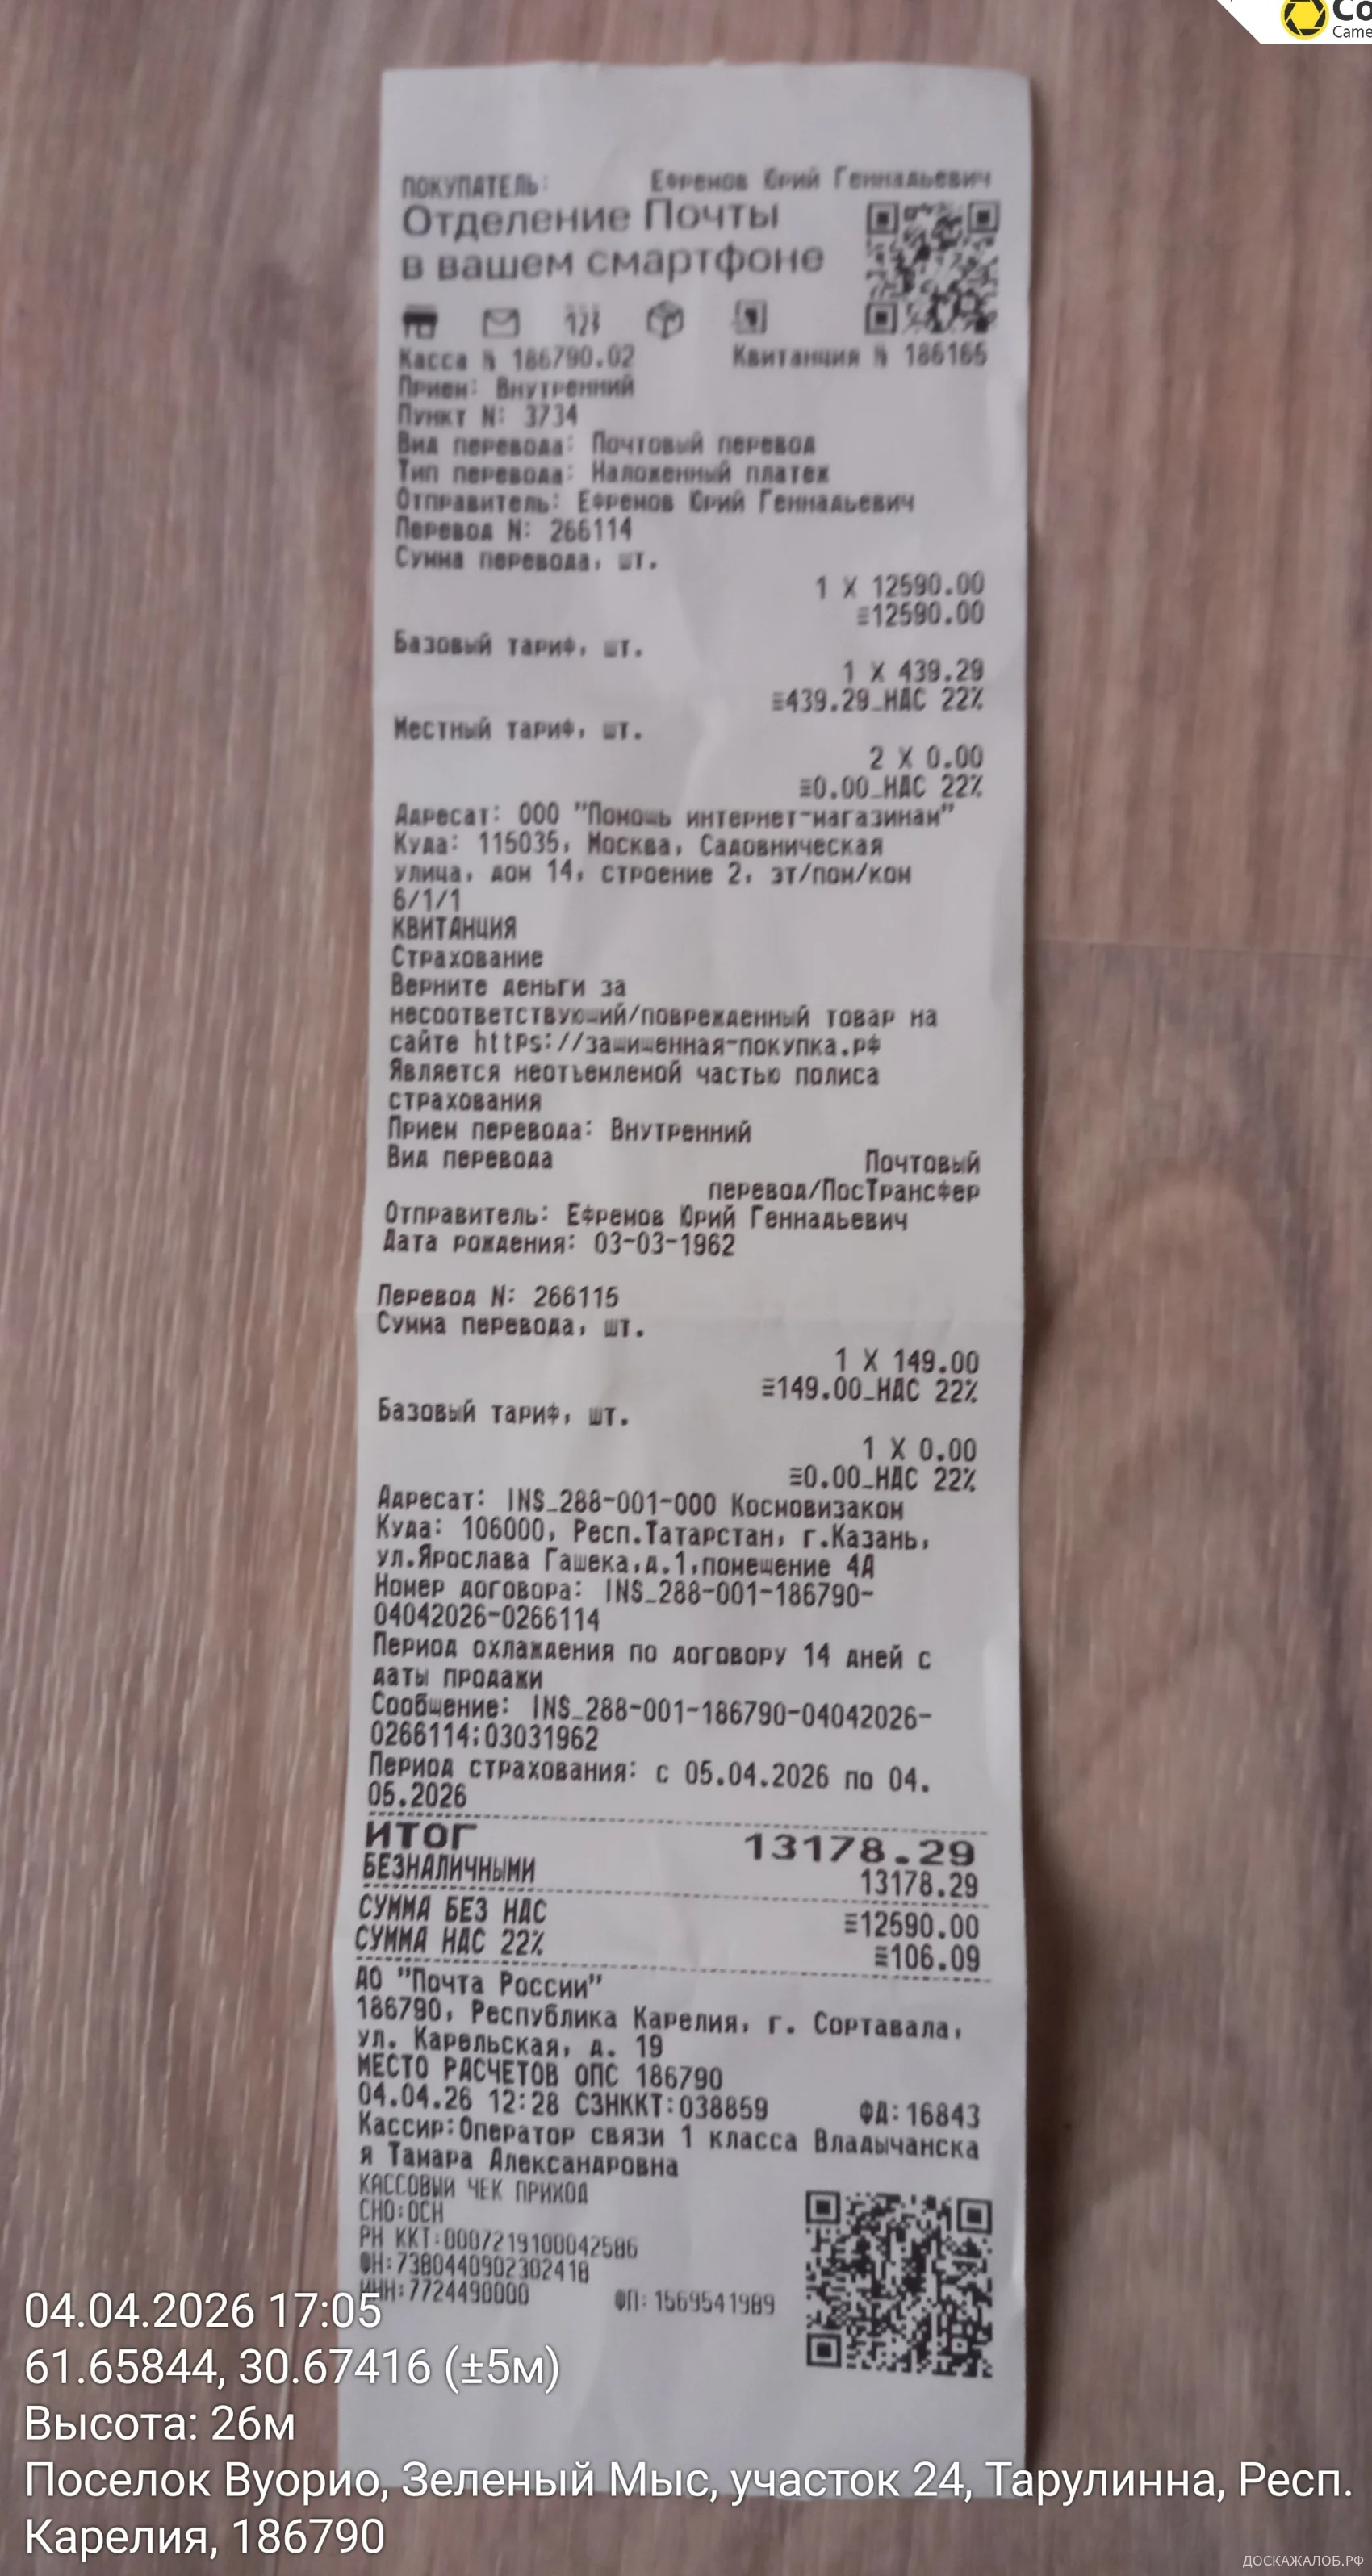 Co
Came
ПОКУПАТЕЛЬ: Ефремов Юрий Геннадьевич
Отделение Почты
в вашем смартфоне
Касса № 186790.02 Квитанция № 186165
Прием: Внутренний
Пункт N: 3734
Вид перевода: Почтовый перевод
Тип перевода: Наложенный платеж
Отправитель: Ефремов Юрий Геннадьевич
Перевод N: 266114
Сумма перевода, шт.
1 X 12590.00
≡12590.00
Базовый тариф, шт.
1 X 439.29
≡439.29_НДС 22%
Местный тариф, шт.
2 X 0.00
≡0.00_НДС 22%
Адресат: ООО "Помощь интернет-магазинам"
Куда: 115035, Москва, Садовническая
улица, дом 14, строение 2, эт/пом/ком
6/1/1
КВИТАНЦИЯ
Страхование
Верните деньги за
несоответствующий/поврежденный товар на
сайте https://защищенная-покупка.рф
Является неотъемлемой частью полиса
страхования
Прием перевода: Внутренний
Вид перевода Почтовый
перевод/ПосТрансфер
Отправитель: Ефремов Юрий Геннадьевич
Дата рождения: 03-03-1962
Перевод N: 266115
Сумма перевода, шт.
1 X 149.00
≡149.00_НДС 22%
Базовый тариф, шт.
1 X 0.00
≡0.00_НДС 22%
Адресат: INS_288-001-000 Космовизаком
Куда: 106000, Респ.Татарстан, г.Казань,
ул.Ярослава Гашека,д.1,помещение 4А
Номер договора: INS_288-001-186790-
04042026-0266114
Период охлаждения по договору 14 дней с
даты продажи
Сообщение: INS_288-001-186790-04042026-
0266114;03031962
Период страхования: с 05.04.2026 по 04.
05.2026
ИТОГ 13178.29
БЕЗНАЛИЧНЫМИ 13178.29
СУММА БЕЗ НДС ≡12590.00
СУММА НДС 22% ≡106.09
АО "Почта России"
186790, Республика Карелия, г. Сортавала,
ул. Карельская, д. 19
МЕСТО РАСЧЕТОВ ОПС 186790
04.04.26 12:28 СЗНККТ:038859 ФД:16843
Кассир:Оператор связи 1 класса Владычанска
я Тамара Александровна
КАССОВЫЙ ЧЕК ПРИХОД
СНО:ОСН
РН ККТ:0007219100042586
ФН:7380440902302418
ИНН:7724490000 ФП:1569541989
04.04.2026 17:05
61.65844, 30.67416 (±5м)
Высота: 26м
Поселок Вуорио, Зеленый Мыс, участок 24, Тарулинна, Респ.
Карелия, 186790
ДОСКАЖАЛОБ.РФ